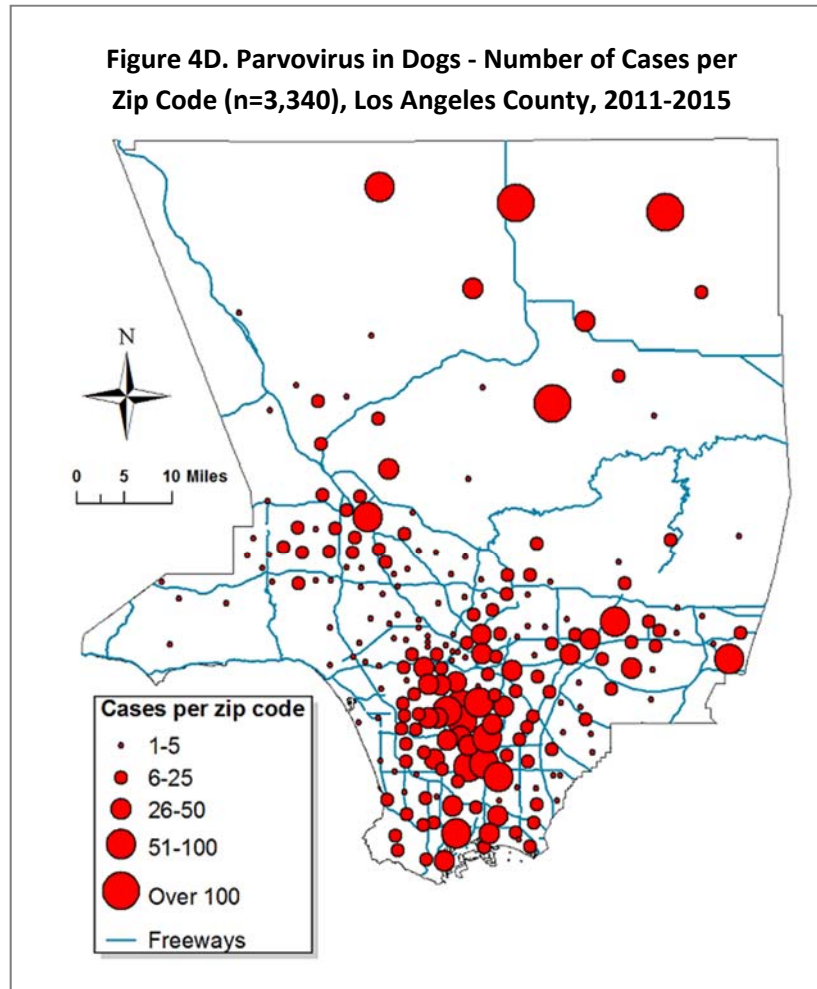 Figure 4D. Parvovirus in Dogs - Number of Cases per
Zip Code (n=3,340), Los Angeles County, 2011-2015
N
0 5 10 Miles
Cases per zip code
1-5
6-25
26-50
51-100
Over 100
Freeways